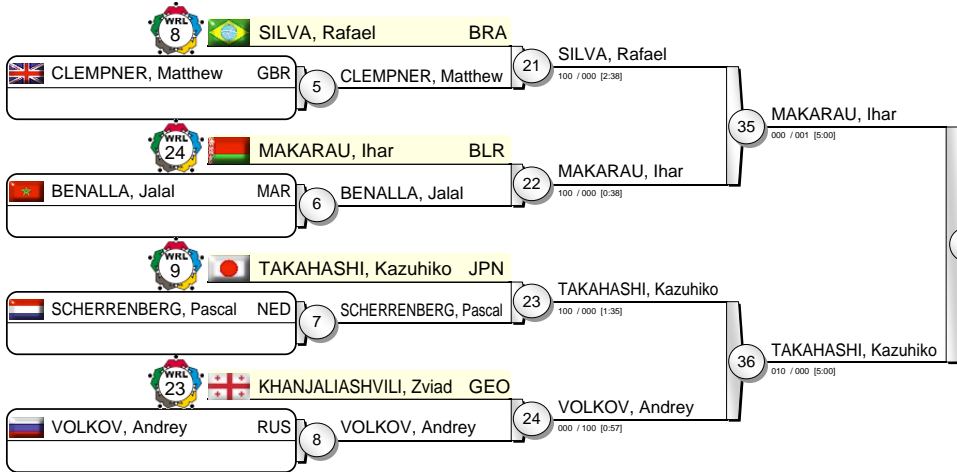 WRL 8 SILVA, Rafael BRA
CLEMPNER, Matthew GBR
5 CLEMPNER, Matthew
21 SILVA, Rafael
100 / 000 [2:38]
WRL 24 MAKARAU, Ihar BLR
BENALLA, Jalal MAR
6 BENALLA, Jalal
22 MAKARAU, Ihar
100 / 000 [0:38]
35 MAKARAU, Ihar
000 / 001 [5:00]
WRL 9 TAKAHASHI, Kazuhiko JPN
SCHERRENBERG, Pascal NED
7 SCHERRENBERG, Pascal
23 TAKAHASHI, Kazuhiko
100 / 000 [1:35]
WRL 23 KHANJALIASHVILI, Zviad GEO
VOLKOV, Andrey RUS
8 VOLKOV, Andrey
24 VOLKOV, Andrey
000 / 100 [0:57]
36 TAKAHASHI, Kazuhiko
010 / 000 [5:00]